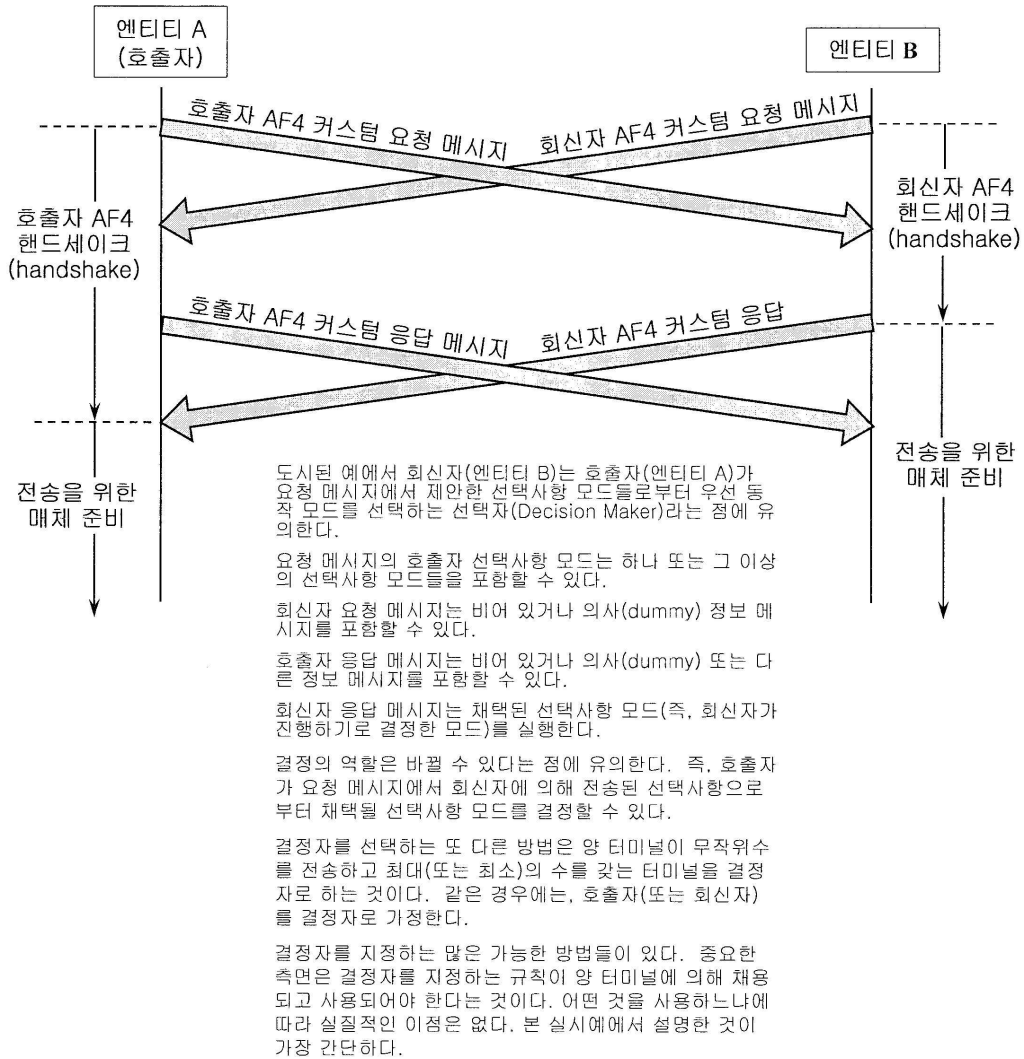 엔티티 A
(호출자)
엔티티 B
호출자 AF4 커스텀 요청 메시지
회신자 AF4 커스텀 요청 메시지
호출자 AF4
핸드세이크
(handshake)
회신자 AF4
핸드세이크
(handshake)
호출자 AF4 커스텀 응답 메시지
회신자 AF4 커스텀 응답
전송을 위한
매체 준비
전송을 위한
매체 준비
도시된 예에서 회신자(엔티티 B)는 호출자(엔티티 A)가
요청 메시지에서 제안한 선택사항 모드들로부터 우선 동
작 모드를 선택하는 선택자(Decision Maker)라는 점에 유
의한다.
요청 메시지의 호출자 선택사항 모드는 하나 또는 그 이상
의 선택사항 모드들을 포함할 수 있다.
회신자 요청 메시지는 비어 있거나 의사(dummy) 정보 메
시지를 포함할 수 있다.
호출자 응답 메시지는 비어 있거나 의사(dummy) 또는 다
른 정보 메시지를 포함할 수 있다.
회신자 응답 메시지는 채택된 선택사항 모드(즉, 회신자가
진행하기로 결정한 모드)를 실행한다.
결정의 역할은 바뀔 수 있다는 점에 유의한다. 즉, 호출자
가 요청 메시지에서 회신자에 의해 전송된 선택사항으로
부터 채택될 선택사항 모드를 결정할 수 있다.
결정자를 선택하는 또 다른 방법은 양 터미널이 무작위수
를 전송하고 최대(또는 최소)의 수를 갖는 터미널을 결정
자로 하는 것이다. 같은 경우에는, 호출자(또는 회신자)
를 결정자로 가정한다.
결정자를 지정하는 많은 가능한 방법들이 있다. 중요한
측면은 결정자를 지정하는 규칙이 양 터미널에 의해 채용
되고 사용되어야 한다는 것이다. 어떤 것을 사용하느냐에
따라 실질적인 이점은 없다. 본 실시예에서 설명한 것이
가장 간단하다.